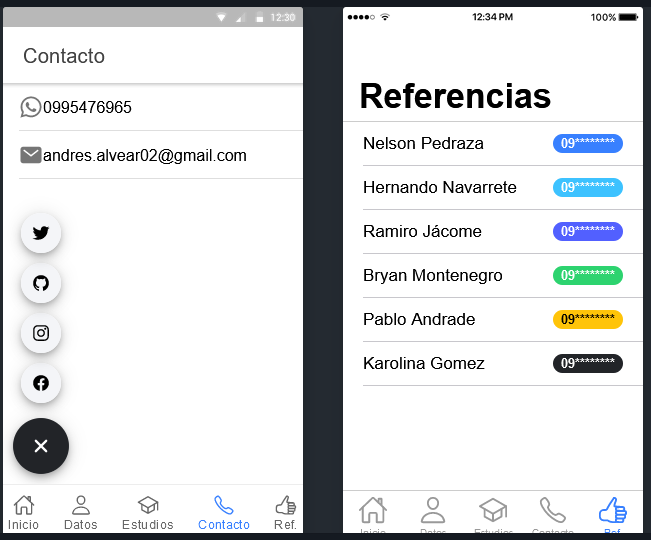 12:30
Contacto
0995476965
andres.alvear02@gmail.com
Inicio Datos Estudios Contacto Ref.
12:34 PM 100%
Referencias
Nelson Pedraza 09********
Hernando Navarrete 09********
Ramiro Jácome 09********
Bryan Montenegro 09********
Pablo Andrade 09********
Karolina Gomez 09********
Inicio Datos Estudios Contacto Ref.